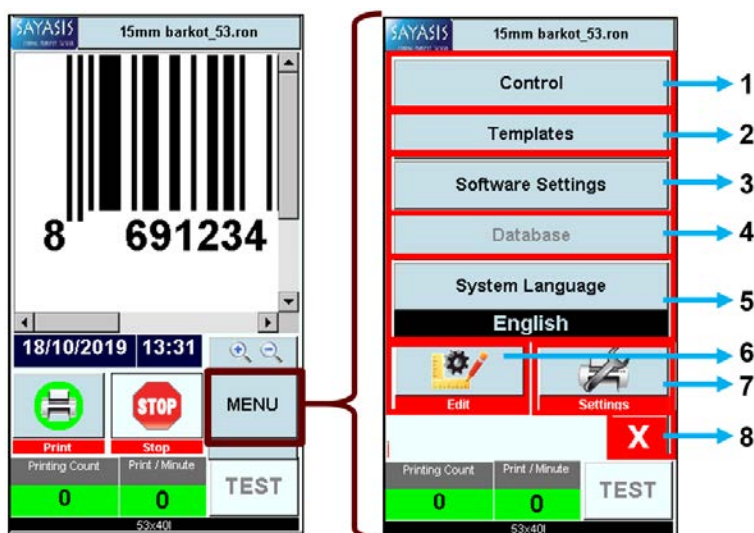 SAYASIS
15mm barkot_53.ron
8 691234
18/10/2019 13:31
STOP
MENU
Print
Stop
Printing Count
Print / Minute
TEST
0
0
53x40l
SAYASIS
15mm barkot_53.ron
Control
1
Templates
2
Software Settings
3
Database
4
System Language
5
English
6
7
Edit
Settings
X
8
Printing Count
Print / Minute
TEST
0
0
53x40l